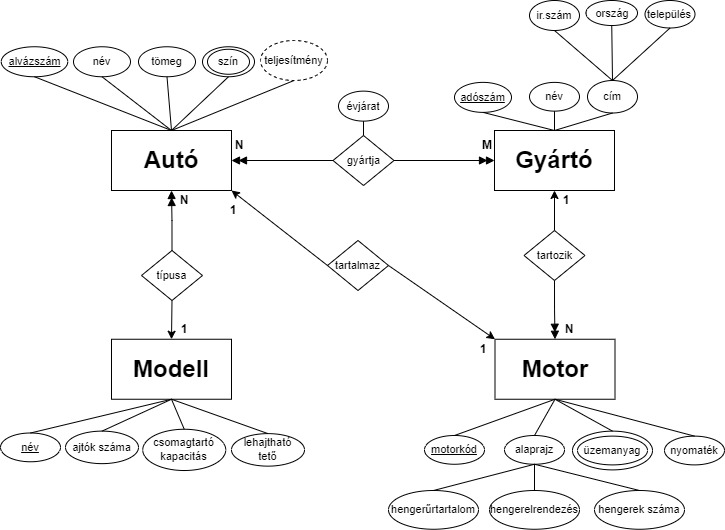 ir.szám
ország
település
alvázszám
név
tömeg
szín
teljesítmény
évjárat
adószám
név
cím
Autó
N
gyártja
M
Gyártó
N
1
1
típusa
tartalmaz
tartozik
1
1
N
Modell
Motor
név
ajtók száma
csomagtartó
kapacitás
lehajtható
tető
motorkód
alaprajz
üzemanyag
nyomaték
hengerűrtartalom
hengerelrendezés
hengerek száma